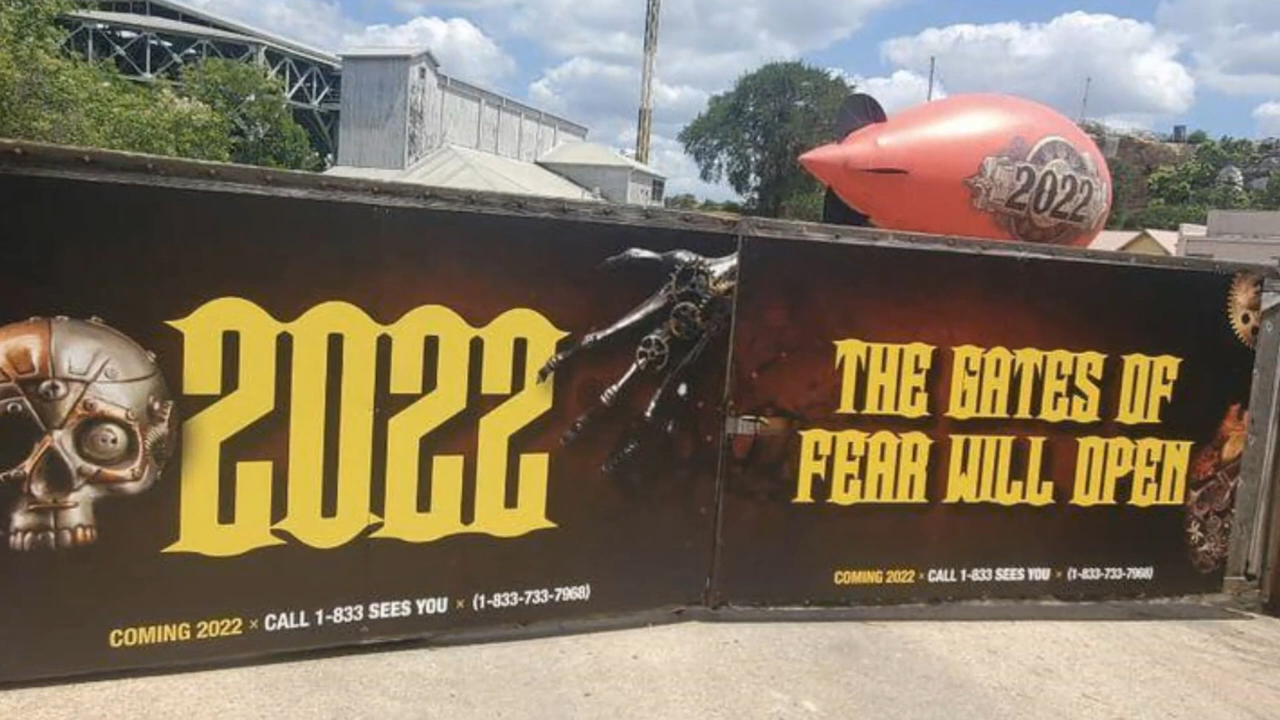 2022
2022
COMING 2022 × CALL 1-833 SEES YOU × (1-833-733-7968)
THE GATES OF
FEAR WILL OPEN
COMING 2022 × CALL 1-833 SEES YOU × (1-833-733-7968)